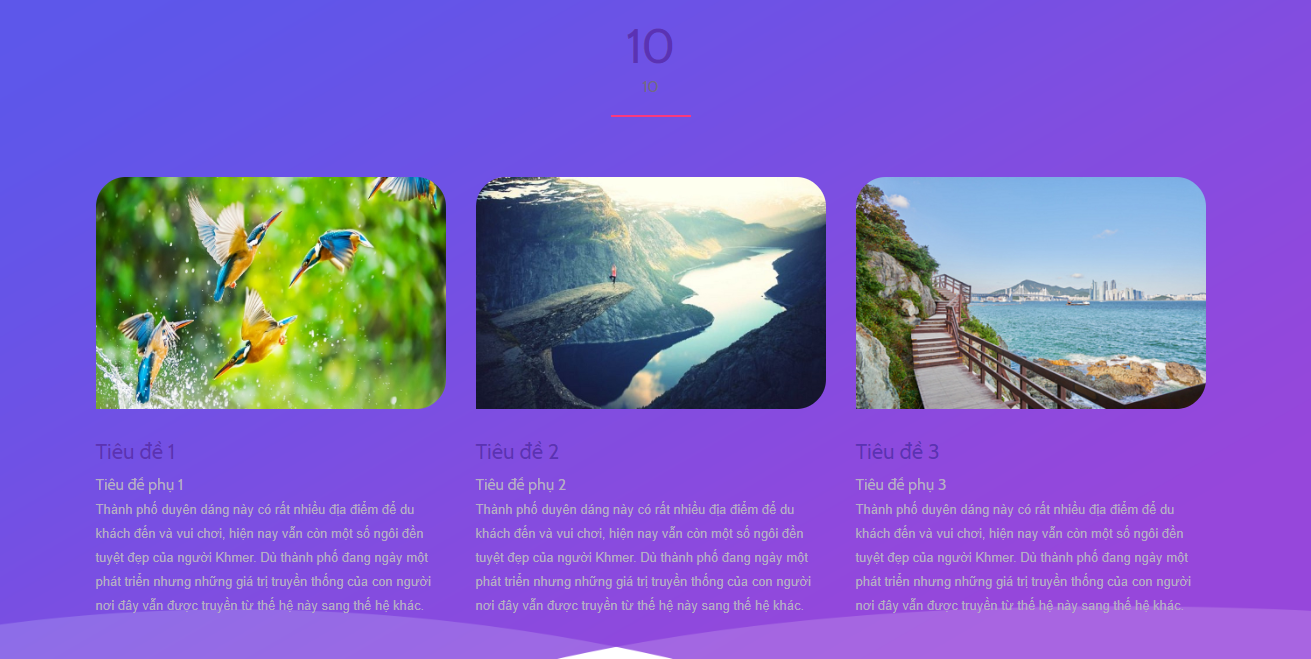 10
10
Tiêu đề 1
Tiêu đề phụ 1
Thành phố duyên dáng này có rất nhiều địa điểm để du
khách đến và vui chơi, hiện nay vẫn còn một số ngôi đền
tuyệt đẹp của người Khmer. Dù thành phố đang ngày một
phát triển nhưng những giá trị truyền thống của con người
nơi đây vẫn được truyền từ thế hệ này sang thế hệ khác.
Tiêu đề 2
Tiêu đề phụ 2
Thành phố duyên dáng này có rất nhiều địa điểm để du
khách đến và vui chơi, hiện nay vẫn còn một số ngôi đền
tuyệt đẹp của người Khmer. Dù thành phố đang ngày một
phát triển nhưng những giá trị truyền thống của con người
nơi đây vẫn được truyền từ thế hệ này sang thế hệ khác.
Tiêu đề 3
Tiêu đề phụ 3
Thành phố duyên dáng này có rất nhiều địa điểm để du
khách đến và vui chơi, hiện nay vẫn còn một số ngôi đền
tuyệt đẹp của người Khmer. Dù thành phố đang ngày một
phát triển nhưng những giá trị truyền thống của con người
nơi đây vẫn được truyền từ thế hệ này sang thế hệ khác.